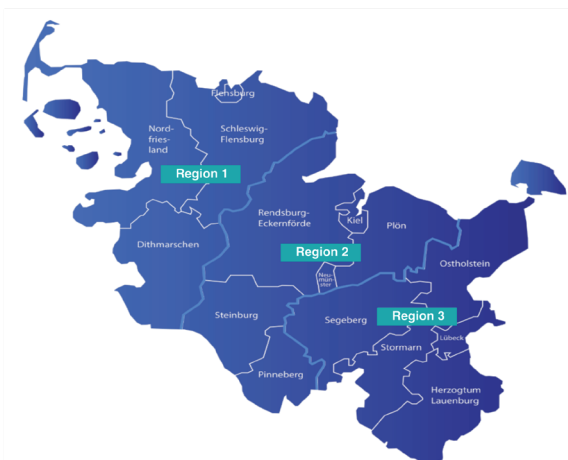 Flensburg
Nord-
fries-
land
Schleswig-
Flensburg
Region 1
Rendsburg-
Eckernförde
Kiel
Plön
Dithmarschen
Region 2
Neu-
mün-
ster
Ostholstein
Steinburg
Segeberg
Region 3
Lübeck
Stormarn
Pinneberg
Herzogtum
Lauenburg